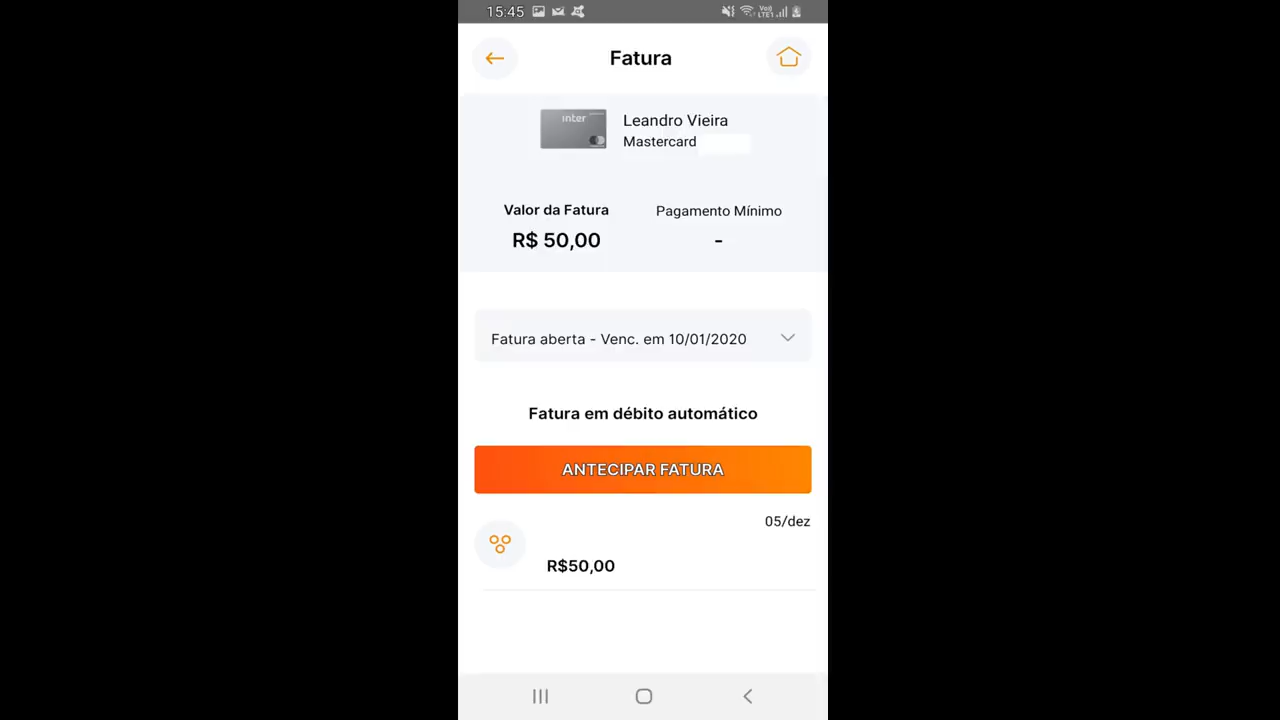 15:45
Fatura
inter
Leandro Vieira
Mastercard
Valor da Fatura
Pagamento Mínimo
R$ 50,00
-
Fatura aberta - Venc. em 10/01/2020
Fatura em débito automático
ANTECIPAR FATURA
05/dez
R$50,00